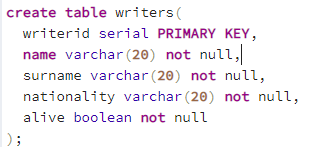 create table writers(
writerid serial PRIMARY KEY,
name varchar(20) not null,
surname varchar(20) not null,
nationality varchar(20) not null,
alive boolean not null
);